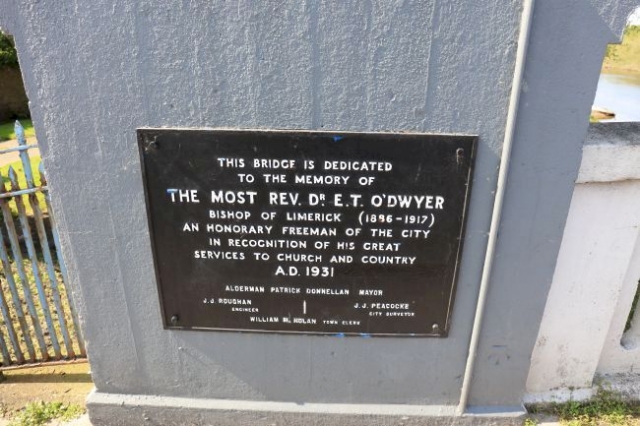 THIS BRIDGE IS DEDICATED
TO THE MEMORY OF
THE MOST REV. DR E.T. O'DWYER
BISHOP OF LIMERICK (1886-1917)
AN HONORARY FREEMAN OF THE CITY
IN RECOGNITION OF HIS GREAT
SERVICES TO CHURCH AND COUNTRY
A.D. 1931
ALDERMAN PATRICK DONNELLAN MAYOR
J.J. ROUGHAN J.J. PEACOCKE
ENGINEER CITY SURVEYOR
WILLIAM M. NOLAN TOWN CLERK